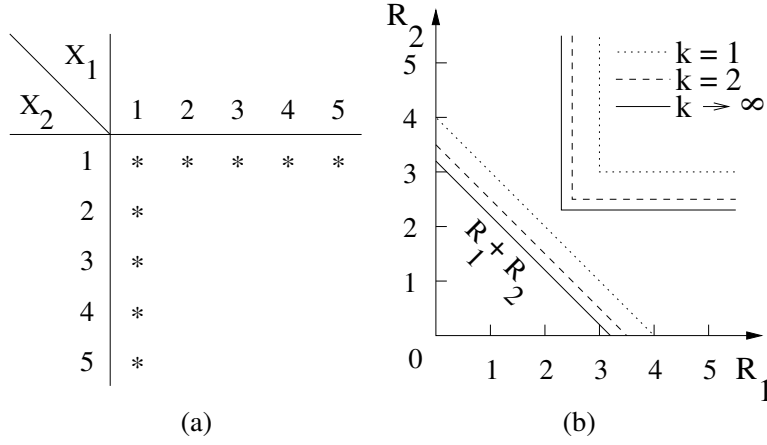 X1
X2
1 2 3 4 5
1 * * * * *
2 *
3 *
4 *
5 *
(a)
R2
5
4
3
2
1
0
1 2 3 4 5
R1
k = 1
k = 2
k → ∞
R1 + R2
(b)